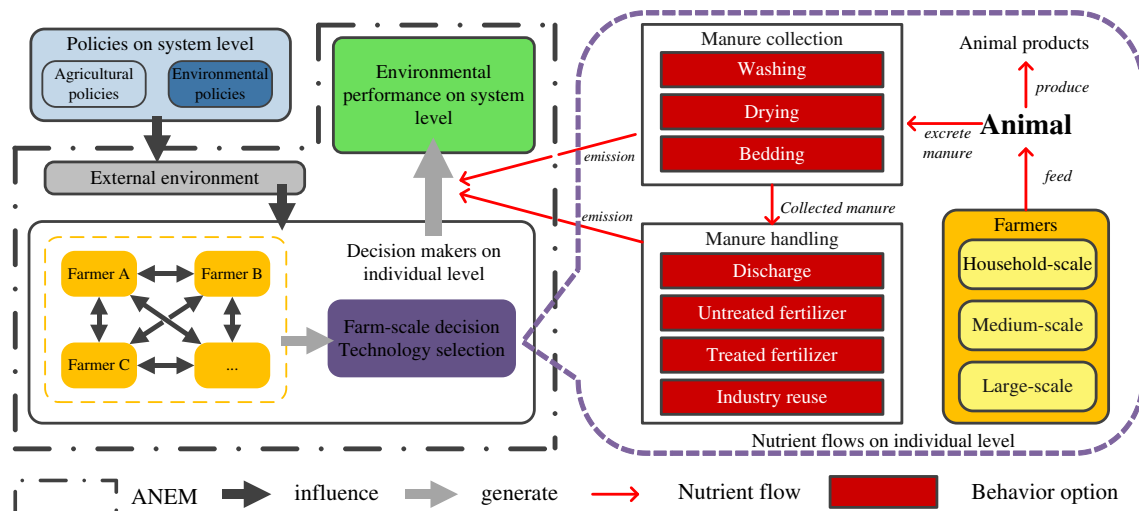 Policies on system level
Agricultural
policies
Environmental
policies
External environment
Environmental
performance on system
level
Decision makers on
individual level
Farmer A
Farmer B
Farmer C
...
Farm-scale decision
Technology selection
Manure collection
Washing
Drying
Bedding
emission
emission
Collected manure
Manure handling
Discharge
Untreated fertilizer
Treated fertilizer
Industry reuse
Animal products
produce
Animal
excrete
manure
feed
Farmers
Household-scale
Medium-scale
Large-scale
Nutrient flows on individual level
ANEM
influence
generate
Nutrient flow
Behavior option